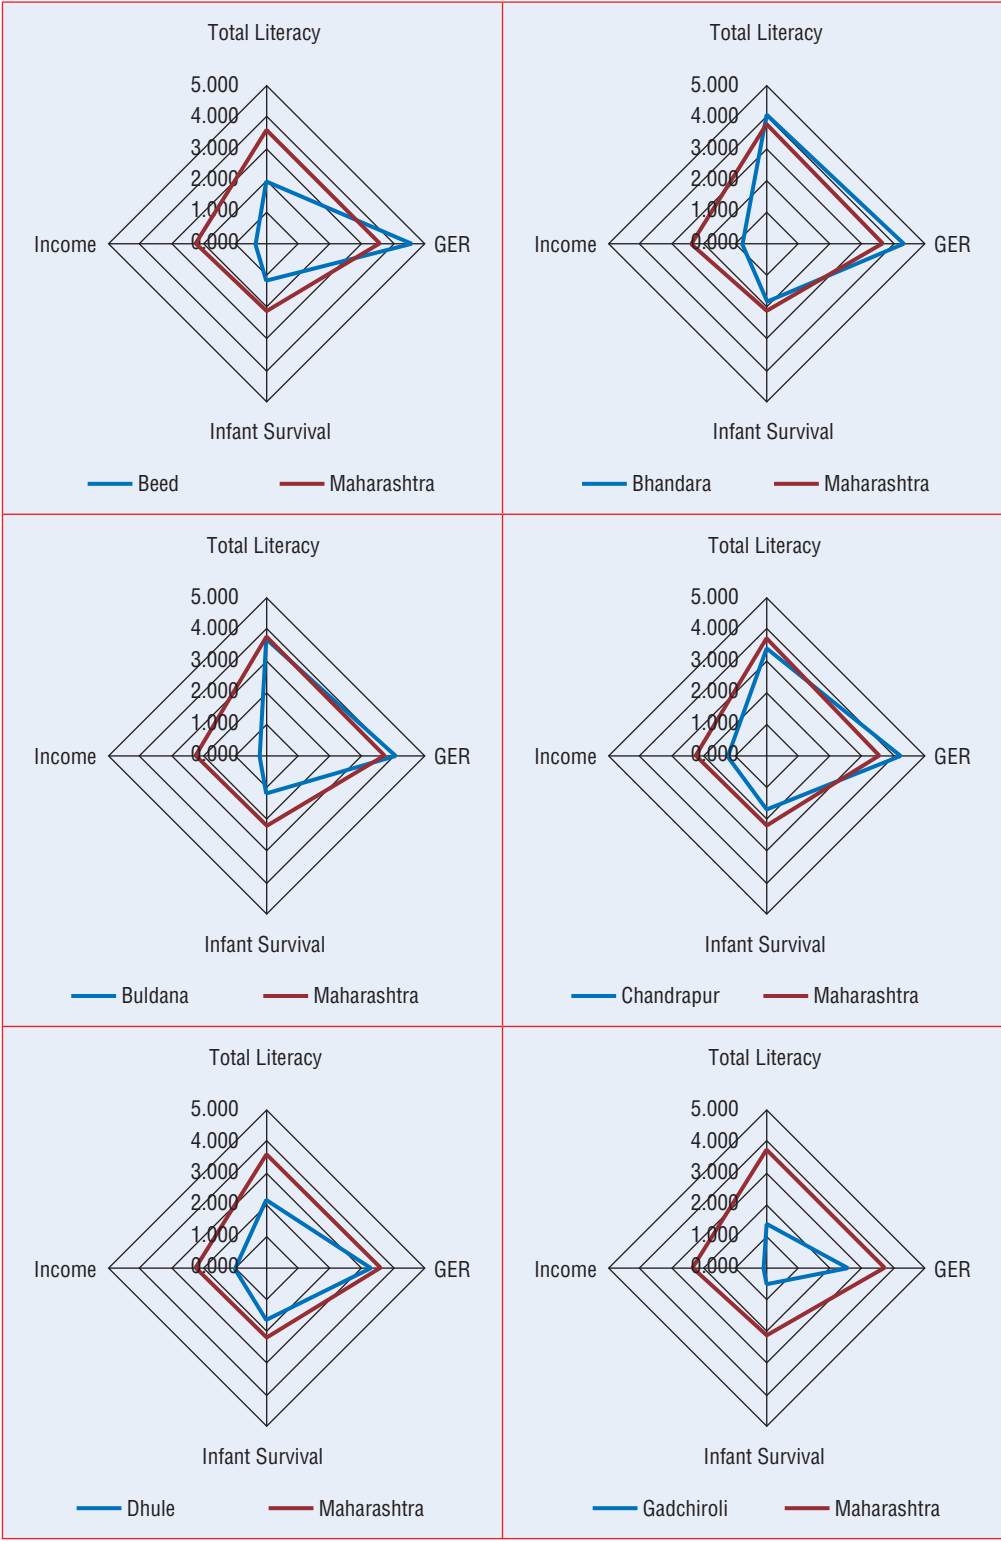 Total Literacy
5.000
4.000
3.000
2.000
1.000
0.000
Income
GER
Infant Survival
Beed
Maharashtra
Total Literacy
5.000
4.000
3.000
2.000
1.000
0.000
Income
GER
Infant Survival
Bhandara
Maharashtra
Total Literacy
5.000
4.000
3.000
2.000
1.000
0.000
Income
GER
Infant Survival
Buldana
Maharashtra
Total Literacy
5.000
4.000
3.000
2.000
1.000
0.000
Income
GER
Infant Survival
Chandrapur
Maharashtra
Total Literacy
5.000
4.000
3.000
2.000
1.000
0.000
Income
GER
Infant Survival
Dhule
Maharashtra
Total Literacy
5.000
4.000
3.000
2.000
1.000
0.000
Income
GER
Infant Survival
Gadchiroli
Maharashtra